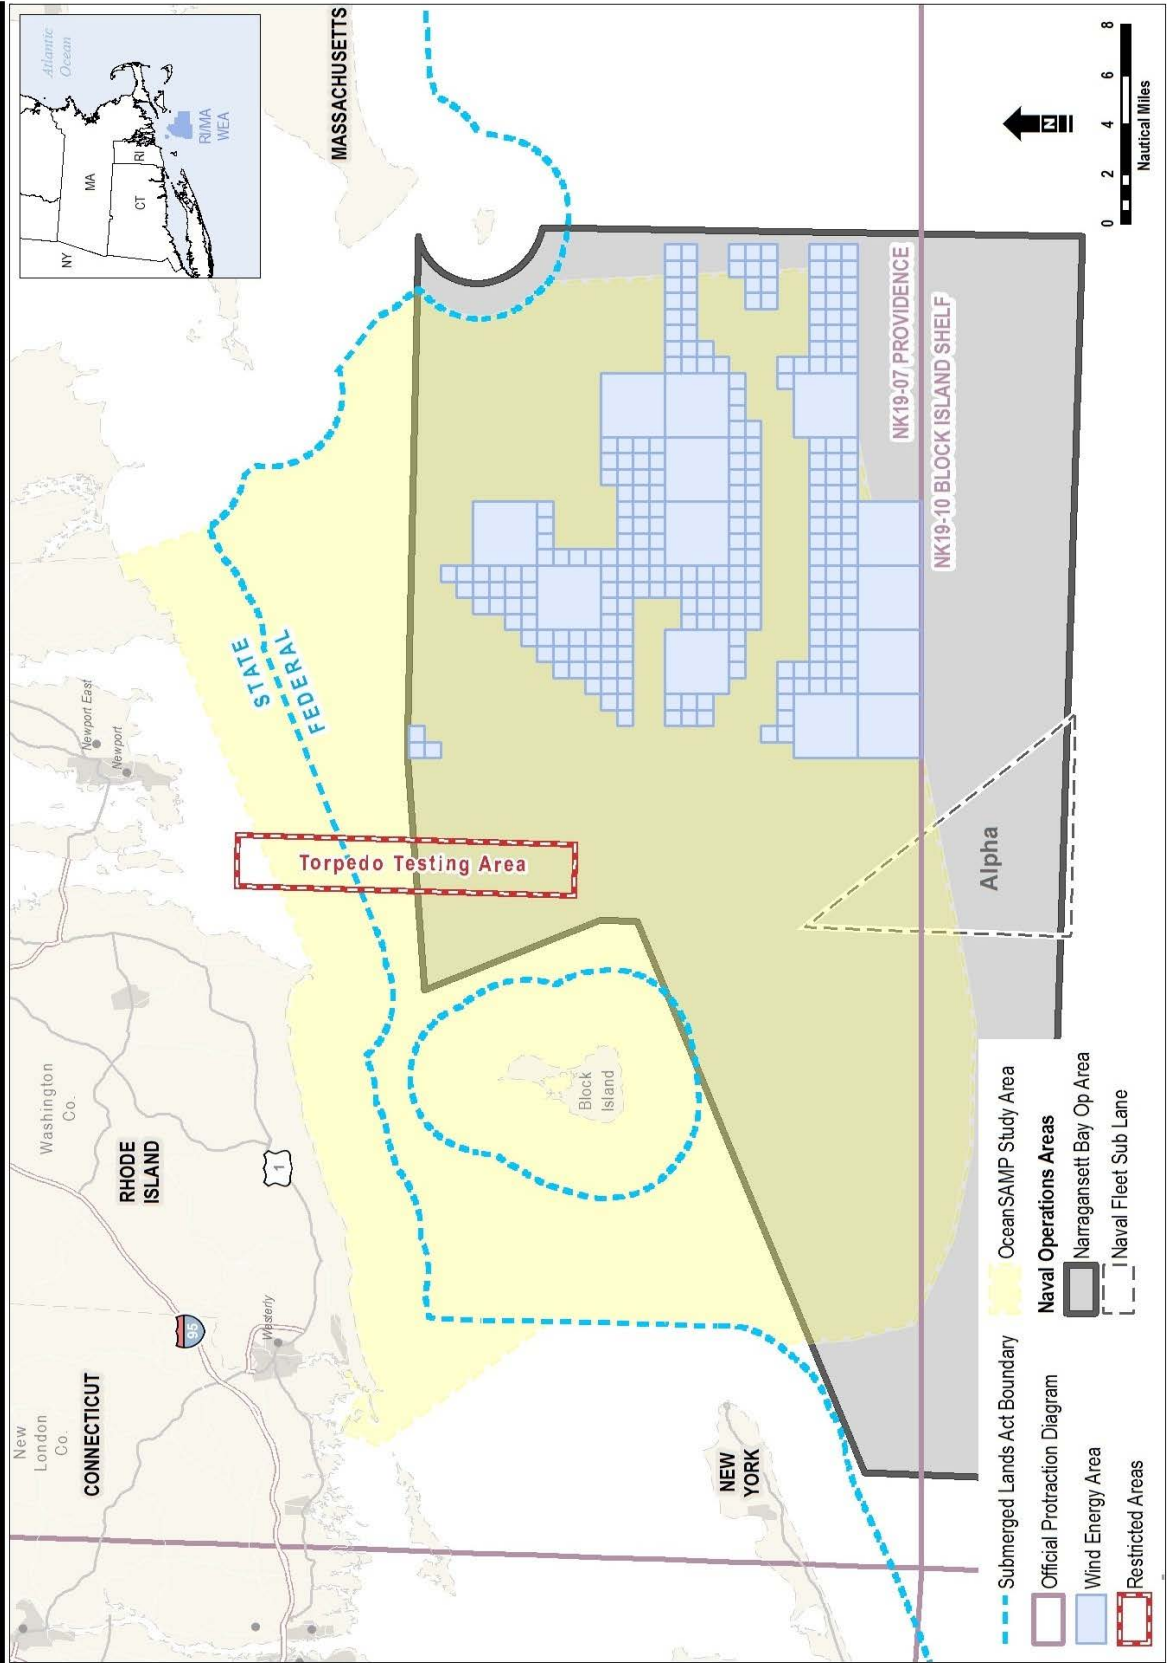 Atlantic
Ocean
NY
MA
CT
RI
RI/MA
WEA
MASSACHUSETTS
New
London
Co.
CONNECTICUT
95
Westerly
RHODE
ISLAND
Washington
Co.
1
Newport East
Newport
STATE
FEDERAL
Torpedo Testing Area
Block
Island
NEW
YORK
NK19-07 PROVIDENCE
NK19-10 BLOCK ISLAND SHELF
Alpha
N
0 2 4 6 8
Nautical Miles
Submerged Lands Act Boundary
Official Protraction Diagram
Wind Energy Area
Restricted Areas
OceanSAMP Study Area
Naval Operations Areas
Narragansett Bay Op Area
Naval Fleet Sub Lane